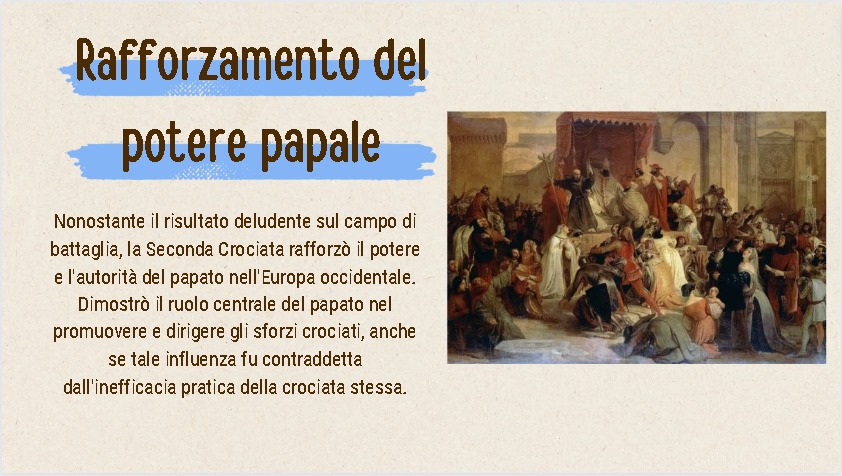 Rafforzamento del
potere papale
Nonostante il risultato deludente sul campo di
battaglia, la Seconda Crociata rafforzò il potere
e l'autorità del papato nell'Europa occidentale.
Dimostrò il ruolo centrale del papato nel
promuovere e dirigere gli sforzi crociati, anche
se tale influenza fu contraddetta
dall'inefficacia pratica della crociata stessa.